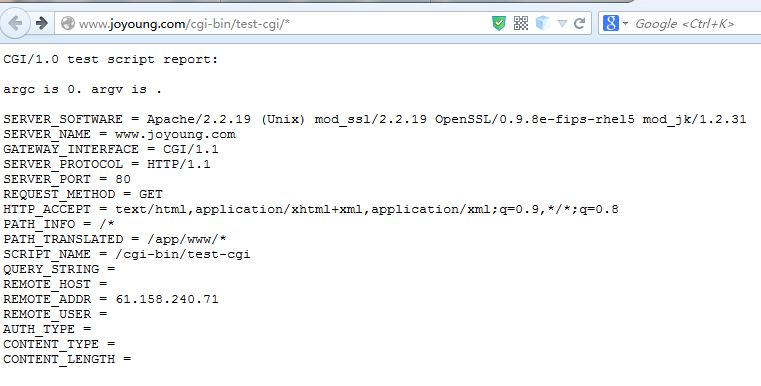 www.joyoung.com/cgi-bin/test-cgi/*
Google <Ctrl+K>
CGI/1.0 test script report:
argc is 0. argv is .
SERVER_SOFTWARE = Apache/2.2.19 (Unix) mod_ssl/2.2.19 OpenSSL/0.9.8e-fips-rhel5 mod_jk/1.2.31
SERVER_NAME = www.joyoung.com
GATEWAY_INTERFACE = CGI/1.1
SERVER_PROTOCOL = HTTP/1.1
SERVER_PORT = 80
REQUEST_METHOD = GET
HTTP_ACCEPT = text/html,application/xhtml+xml,application/xml;q=0.9,*/*;q=0.8
PATH_INFO = /*
PATH_TRANSLATED = /app/www/*
SCRIPT_NAME = /cgi-bin/test-cgi
QUERY_STRING =
REMOTE_HOST =
REMOTE_ADDR = 61.158.240.71
REMOTE_USER =
AUTH_TYPE =
CONTENT_TYPE =
CONTENT_LENGTH =